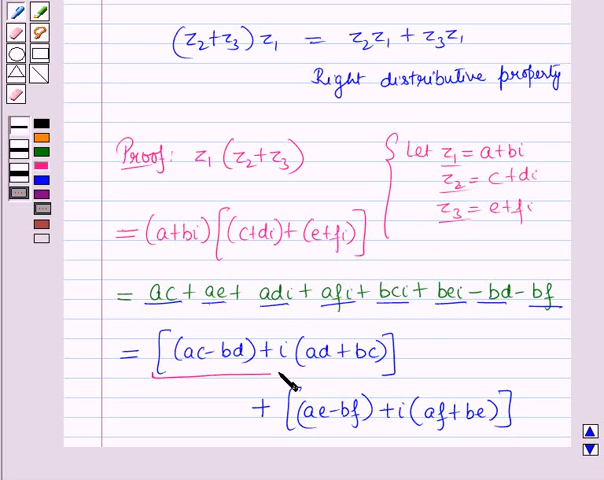 (z₂+z₃) z₁ = z₂z₁ + z₃z₁
Right distributive property
Proof: z₁ (z₂+z₃)
{ Let z₁ = a+bi
z₂ = c+di
z₃ = e+fi
= (a+bi) [(c+di)+(e+fi)]
= ac + ae + adi + afi + bci + bei - bd - bf
= [(ac-bd) + i (ad+bc)]
+ [(ae-bf) + i (af+be)]